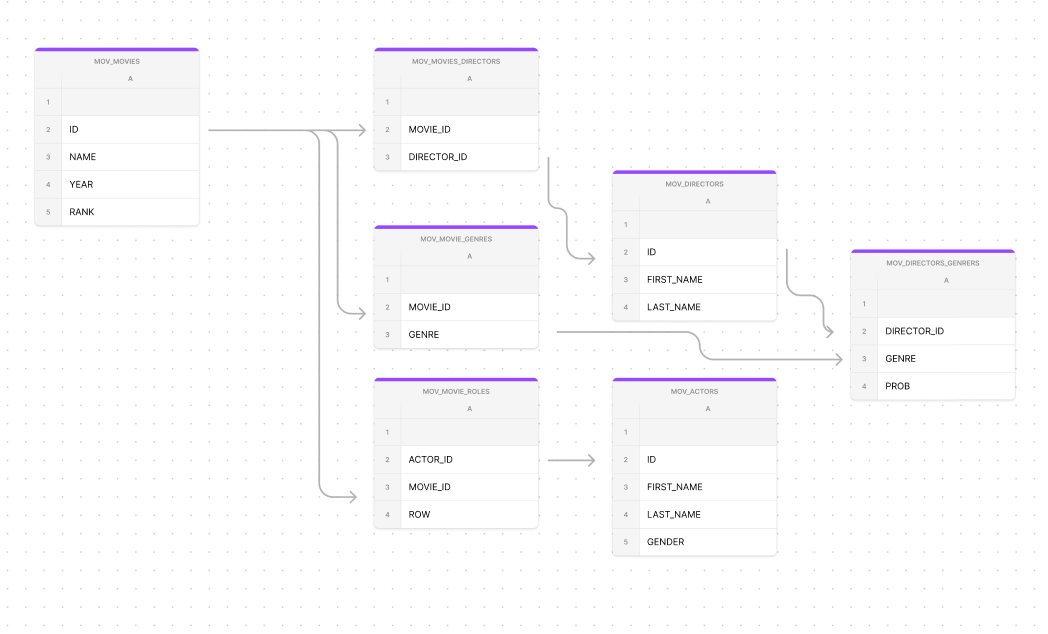 MOV_MOVIES
A
1
2 ID
3 NAME
4 YEAR
5 RANK
MOV_MOVIES_DIRECTORS
A
1
2 MOVIE_ID
3 DIRECTOR_ID
MOV_MOVIE_GENRES
A
1
2 MOVIE_ID
3 GENRE
MOV_MOVIE_ROLES
A
1
2 ACTOR_ID
3 MOVIE_ID
4 ROW
MOV_DIRECTORS
A
1
2 ID
3 FIRST_NAME
4 LAST_NAME
MOV_ACTORS
A
1
2 ID
3 FIRST_NAME
4 LAST_NAME
5 GENDER
MOV_DIRECTORS_GENRERS
A
1
2 DIRECTOR_ID
3 GENRE
4 PROB